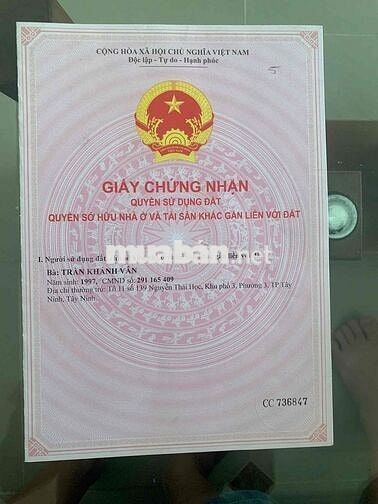 CỘNG HÒA XÃ HỘI CHỦ NGHĨA VIỆT NAM
Độc lập - Tự do - Hạnh phúc
5
GIẤY CHỨNG NHẬN
QUYỀN SỬ DỤNG ĐẤT
QUYỀN SỞ HỮU NHÀ Ở VÀ TÀI SẢN KHÁC GẮN LIỀN VỚI ĐẤT
muaban.net
I. Người sử dụng đất,
Bà: TRẦN KHÁNH VÂN
Năm sinh: 1997, CMND số: 291 165 409
Địa chỉ thường trú: Tổ 11 số 139 Nguyễn Thái Học, Khu phố 3, Phường 3, TP Tây
Ninh, Tây Ninh
CC 736847